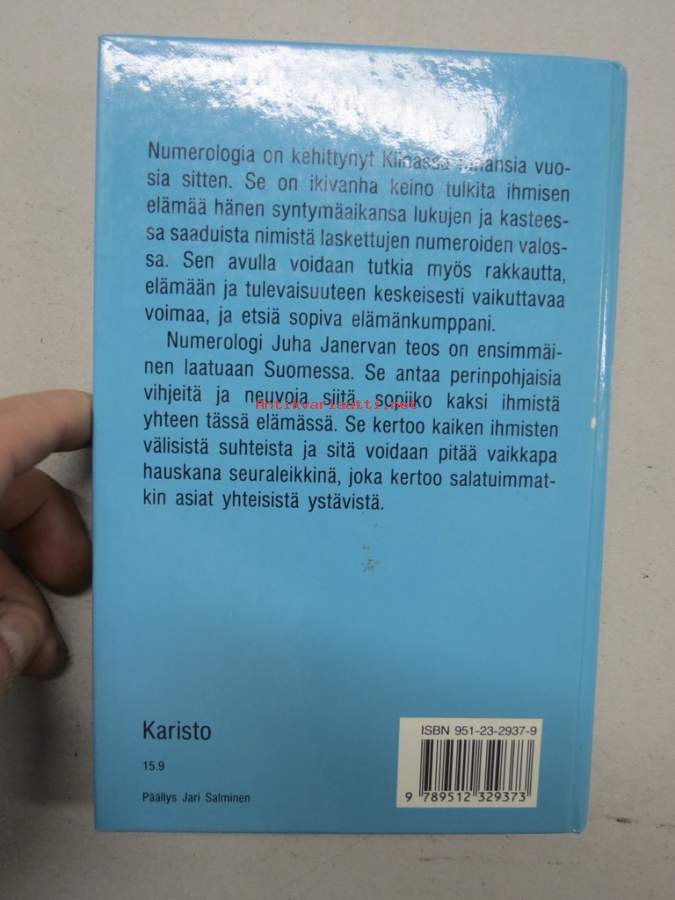 Numerologia on kehittynyt Kiinassa tuhansia vuo-
sia sitten. Se on ikivanha keino tulkita ihmisen
elämää hänen syntymäaikansa lukujen ja kastees-
sa saaduista nimistä laskettujen numeroiden valos-
sa. Sen avulla voidaan tutkia myös rakkautta,
elämään ja tulevaisuuteen keskeisesti vaikuttavaa
voimaa, ja etsiä sopiva elämänkumppani.
Numerologi Juha Janervan teos on ensimmäi-
nen laatuaan Suomessa. Se antaa perinpohjaisia
vihjeitä ja neuvoja siitä sopiiko kaksi ihmistä
Antikvariaatti.net
yhteen tässä elämässä. Se kertoo kaiken ihmisten
välisistä suhteista ja sitä voidaan pitää vaikkapa
hauskana seuraleikkinä, joka kertoo salatuimmat-
kin asiat yhteisistä ystävistä.
Karisto
15.9
Päällys Jari Salminen
ISBN 951-23-2937-9
9 789512 329373